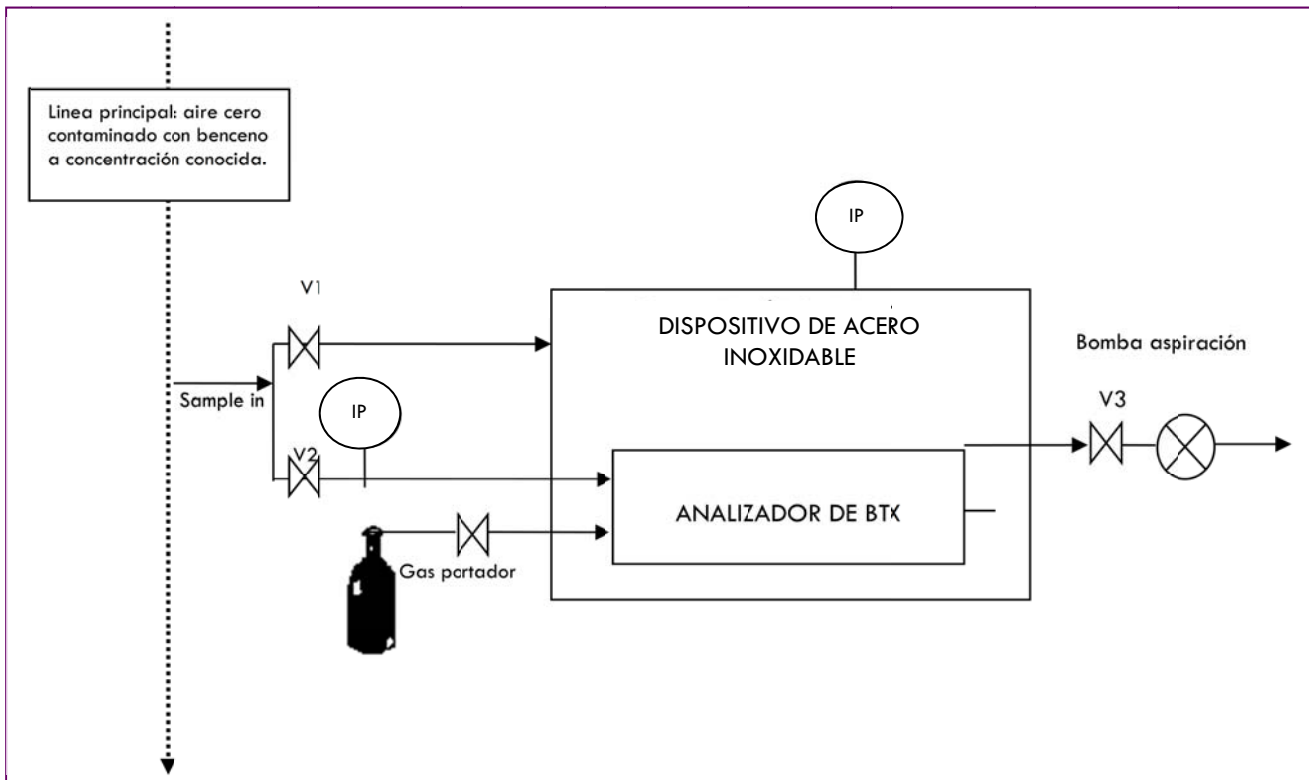 Linea principal: aire cero
contaminado con benceno
a concentración conocida.
IP
V1
DISPOSITIVO DE ACERO
INOXIDABLE
Bomba aspiración
Sample in
IP
V3
V2
ANALIZADOR DE BTX
Gas portador